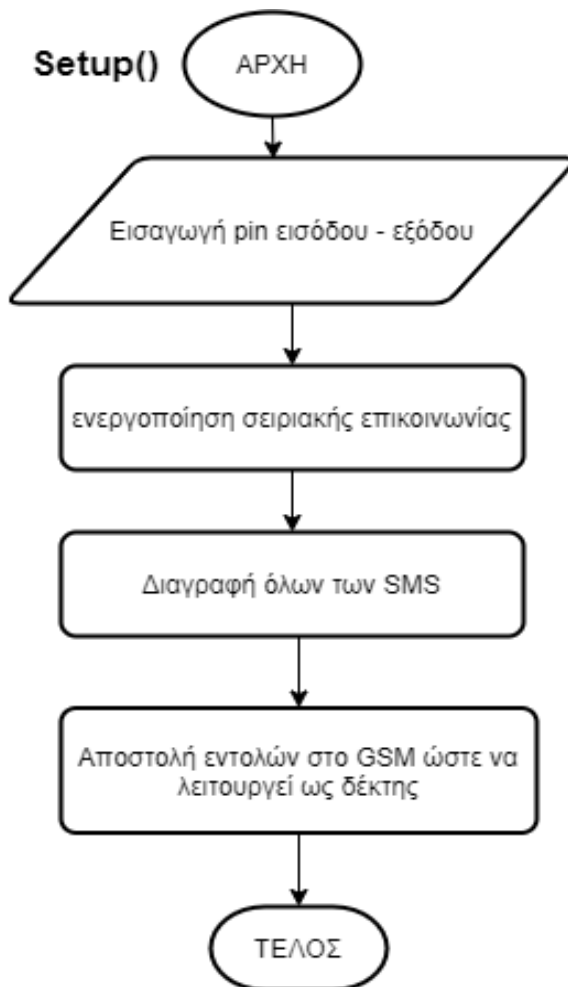 Setup()
ΑΡΧΗ
Εισαγωγή pin εισόδου - εξόδου
ενεργοποίηση σειριακής επικοινωνίας
Διαγραφή όλων των SMS
Αποστολή εντολών στο GSM ώστε να
λειτουργεί ως δέκτης
ΤΕΛΟΣ